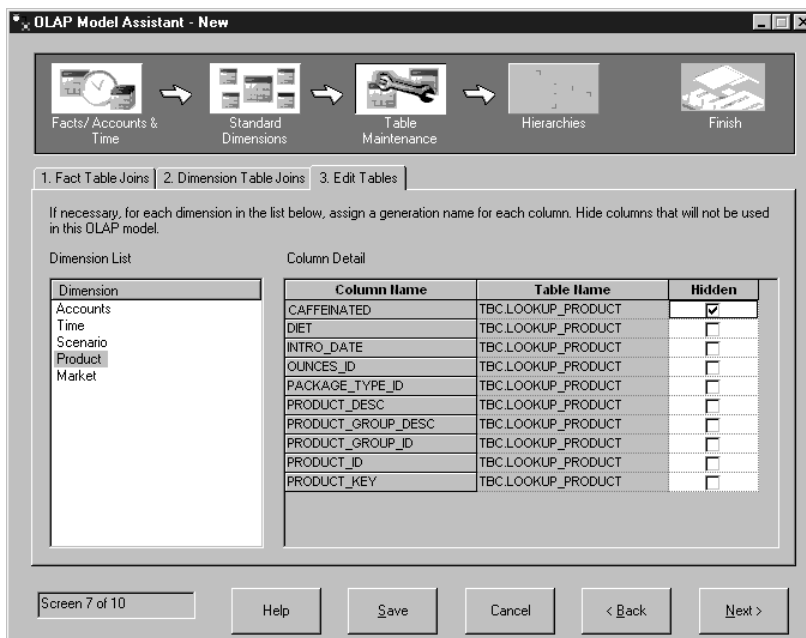 OLAP Model Assistant - New
Facts/Accounts &
Time
Standard
Dimensions
Table
Maintenance
Hierarchies
Finish
1. Fact Table Joins
2. Dimension Table Joins
3. Edit Tables
If necessary, for each dimension in the list below, assign a generation name for each column. Hide columns that will not be used
in this OLAP model.
Dimension List
Column Detail
Dimension
Accounts
Time
Scenario
Product
Market
Column Name Table Name Hidden
CAFFEINATED TBC.LOOKUP_PRODUCT
DIET TBC.LOOKUP_PRODUCT
INTRO_DATE TBC.LOOKUP_PRODUCT
OUNCES_ID TBC.LOOKUP_PRODUCT
PACKAGE_TYPE_ID TBC.LOOKUP_PRODUCT
PRODUCT_DESC TBC.LOOKUP_PRODUCT
PRODUCT_GROUP_DESC TBC.LOOKUP_PRODUCT
PRODUCT_GROUP_ID TBC.LOOKUP_PRODUCT
PRODUCT_ID TBC.LOOKUP_PRODUCT
PRODUCT_KEY TBC.LOOKUP_PRODUCT
Screen 7 of 10
Help
Save
Cancel
< Back
Next >